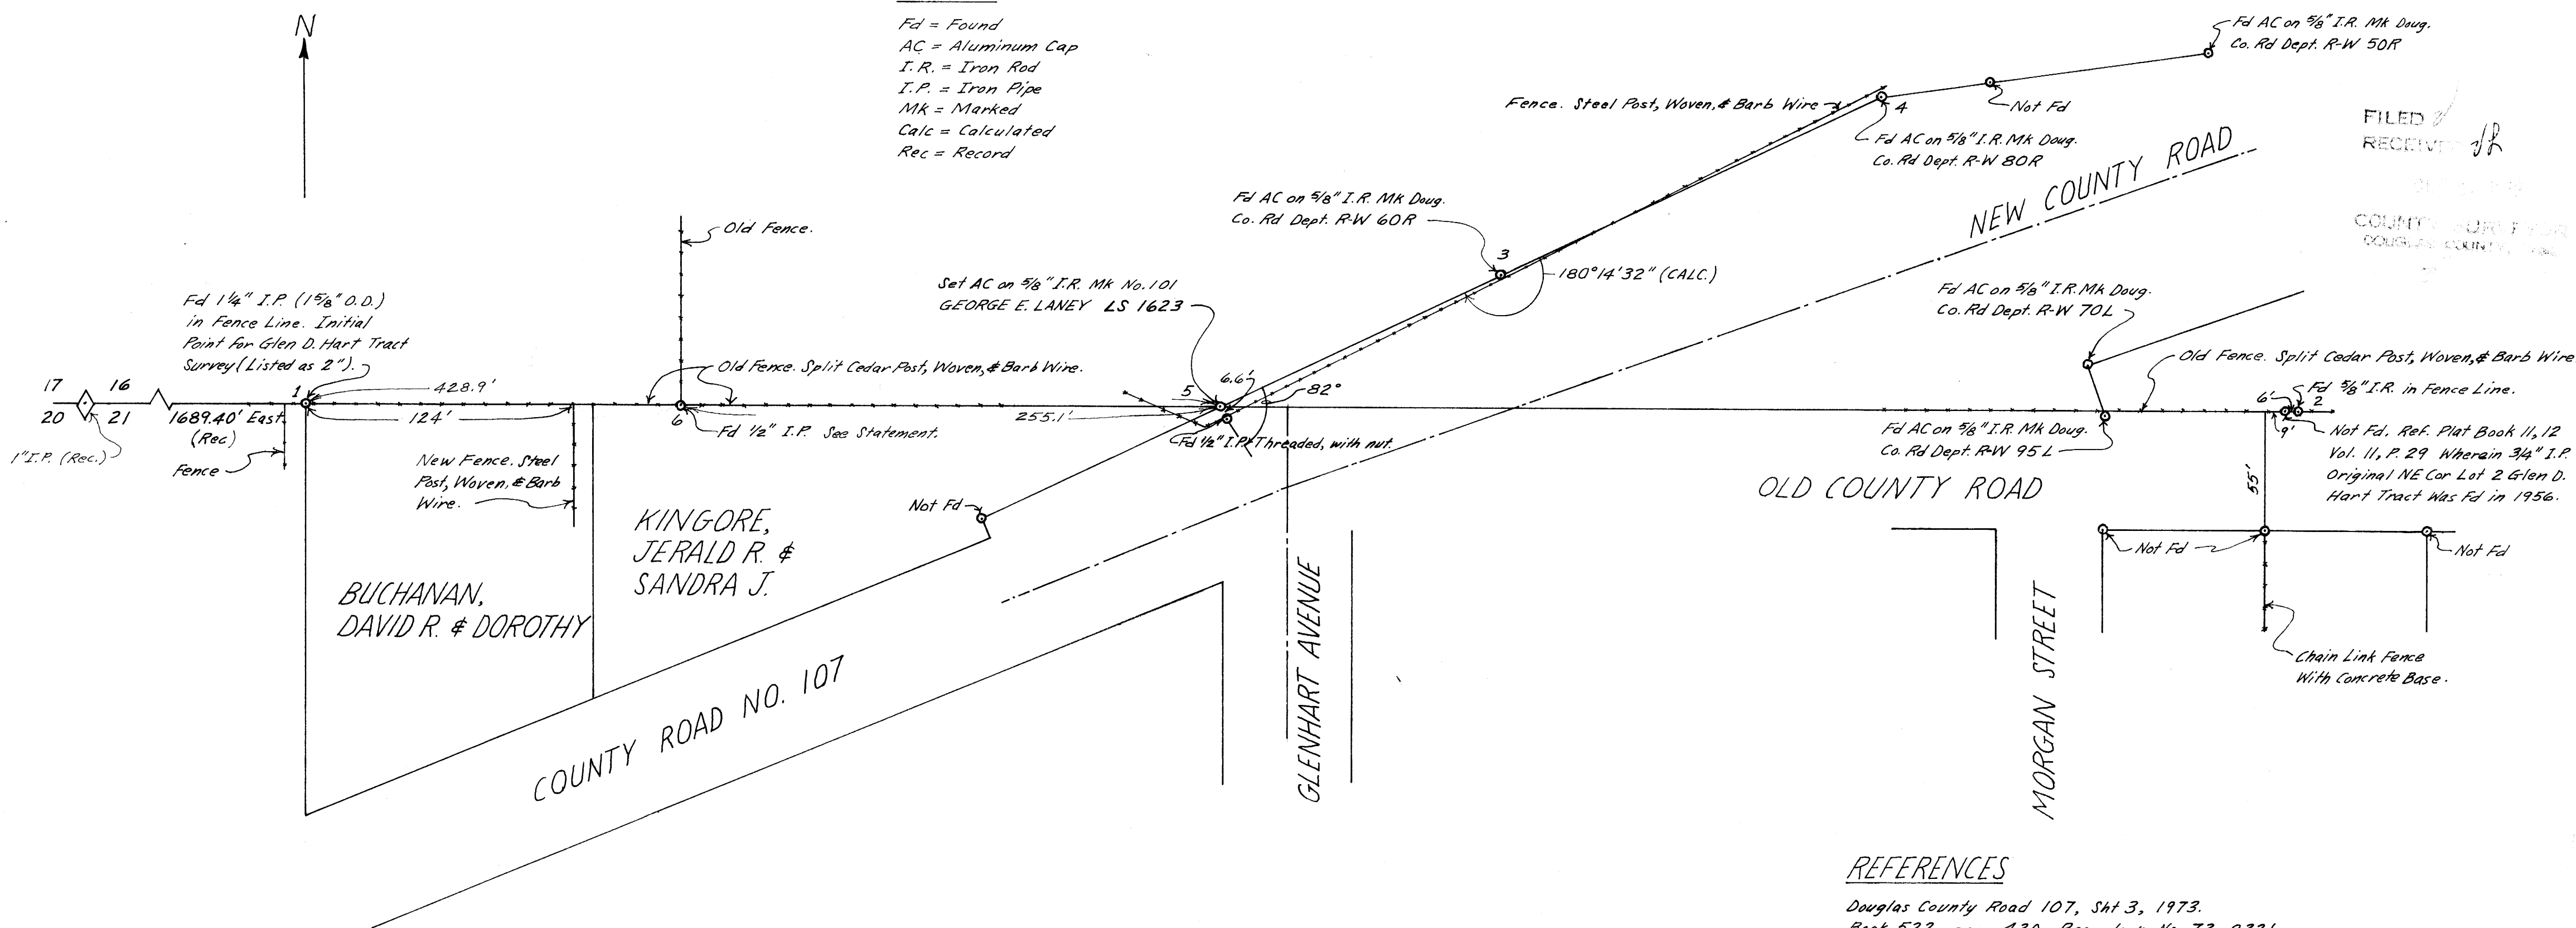 N
Fd = Found
AC = Aluminum Cap
I.R. = Iron Rod
I.P. = Iron Pipe
Mk = Marked
Calc = Calculated
Rec = Record
Fd AC on 5/8" I.R. Mk Doug.
Co. Rd Dept. R-W 50R
Fence. Steel Post, Woven, & Barb Wire
4
Not Fd
Fd AC on 5/8" I.R. Mk Doug.
Co. Rd Dept. R-W 80R
FILED
NEW COUNTY ROAD
Fd AC on 5/8" I.R. Mk Doug.
Co. Rd Dept. R-W 60R
3
180°14'32" (CALC.)
Old Fence.
Set AC on 5/8" I.R. Mk No. 101
GEORGE E. LANEY LS 1623
Fd 1 1/4" I.P. (1 5/8" O.D.)
in Fence Line. Initial
Point For Glen D. Hart Tract
Survey (Listed as 2").
Fd AC on 5/8" I.R. Mk Doug.
Co. Rd Dept. R-W 70L
Old Fence. Split Cedar Post, Woven, & Barb Wire.
Old Fence. Split Cedar Post, Woven, & Barb Wire
17 16
20 21
1"I.P. (Rec.)
1689.40' East
(Rec)
Fence
1
428.9'
124'
6
Fd 1/2" I.P. See Statement.
255.1'
5
6.6'
82°
Fd 1/2" I.P. Threaded, with nut.
New Fence. Steel
Post, Woven, & Barb
Wire.
Fd AC on 5/8" I.R. Mk Doug.
Co. Rd Dept. R-W 95L
6'
Fd 5/8" I.R. in Fence Line.
2
9'
Not Fd. Ref. Plat Book 11, 12
Vol. 11, P. 29 Wherain 3/4" I.P.
Original NE Cor Lot 2 Glen D.
Hart Tract Was Fd in 1956.
55'
OLD COUNTY ROAD
Not Fd
KINGORE,
JERALD R. &
SANDRA J.
BUCHANAN,
DAVID R. & DOROTHY
Not Fd
Not Fd
Chain Link Fence
With Concrete Base.
COUNTY ROAD NO. 107
GLENHART AVENUE
MORGAN STREET
REFERENCES
Douglas County Road 107, Sht 3, 1973.